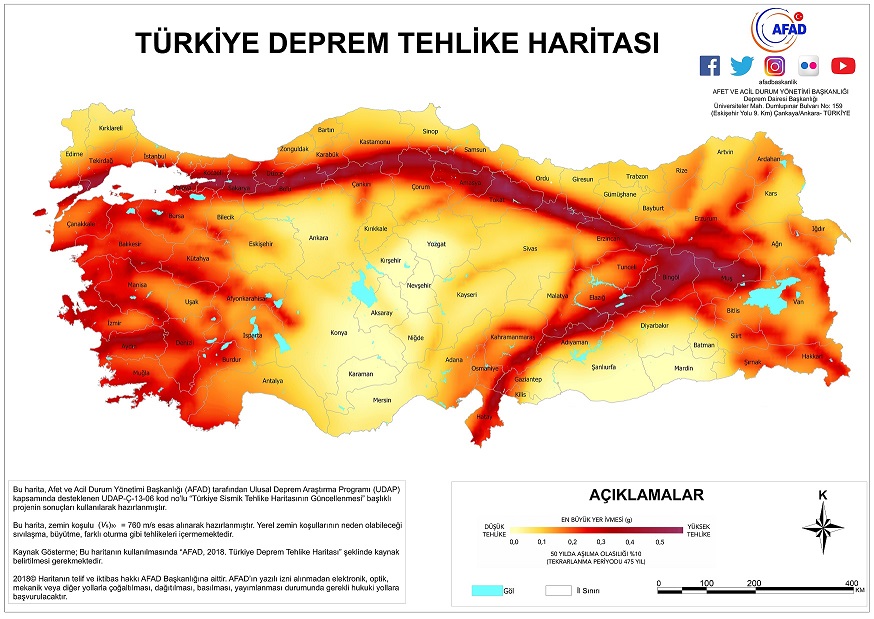 TÜRKİYE DEPREM TEHLİKE HARİTASI
AFAD
afadbaskanlik
AFET VE ACİL DURUM YÖNETİMİ BAŞKANLIĞI
Deprem Dairesi Başkanlığı
Üniversiteler Mah. Dumlupınar Bulvarı No: 159
(Eskişehir Yolu 9. Km) Çankaya/Ankara- TÜRKİYE
Kırklareli
Edirne
Tekirdağ
İstanbul
Bartın
Zonguldak
Karabük
Kastamonu
Sinop
Samsun
Ordu
Giresun
Trabzon
Rize
Artvin
Ardahan
Kars
Iğdır
Ağrı
Gümüşhane
Bayburt
Erzurum
Erzincan
Çanakkale
Bursa
Bilecik
Sakarya
Bolu
Çankırı
Çorum
Balıkesir
Kütahya
Eskişehir
Ankara
Kırıkkale
Yozgat
Sivas
Tunceli
Bingöl
Muş
Van
Bitlis
Manisa
Uşak
Afyonkarahisar
Kırşehir
Nevşehir
Kayseri
Malatya
Elazığ
İzmir
Aydın
Denizli
Isparta
Burdur
Konya
Aksaray
Niğde
Kahramanmaraş
Adıyaman
Diyarbakır
Batman
Siirt
Şırnak
Hakkari
Muğla
Antalya
Karaman
Mersin
Adana
Osmaniye
Gaziantep
Kilis
Hatay
Şanlıurfa
Mardin
Bu harita, Afet ve Acil Durum Yönetimi Başkanlığı (AFAD) tarafından Ulusal Deprem Araştırma Programı (UDAP)
kapsamında desteklenen UDAP-Ç-13-06 kod no'lu "Türkiye Sismik Tehlike Haritasının Güncellenmesi" başlıklı
projenin sonuçları kullanılarak hazırlanmıştır.
Bu harita, zemin koşulu (Vs)30 = 760 m/s esas alınarak hazırlanmıştır. Yerel zemin koşullarının neden olabileceği
sıvılaşma, büyütme, farklı oturma gibi tehlikeleri içermemektedir.
Kaynak Gösterme; Bu haritanın kullanılmasında "AFAD, 2018. Türkiye Deprem Tehlike Haritası" şeklinde kaynak
belirtilmesi gerekmektedir.
2018© Haritanın telif ve iktibas hakkı AFAD Başkanlığına aittir. AFAD'ın yazılı izni alınmadan elektronik, optik,
mekanik veya diğer yollarla çoğaltılması, dağıtılması, basılması, yayımlanması durumunda gerekli hukuki yollara
başvurulacaktır.
AÇIKLAMALAR
EN BÜYÜK YER İVMESİ (g)
DÜŞÜK TEHLİKE
YÜKSEK TEHLİKE
0,0 0,1 0,2 0,3 0,4 0,5 0,6
50 YILDA AŞILMA OLASILIĞI %10
(TEKRARLANMA PERİYODU 475 YIL)
Göl
İl Sınırı
K
0 100 200 400
KM